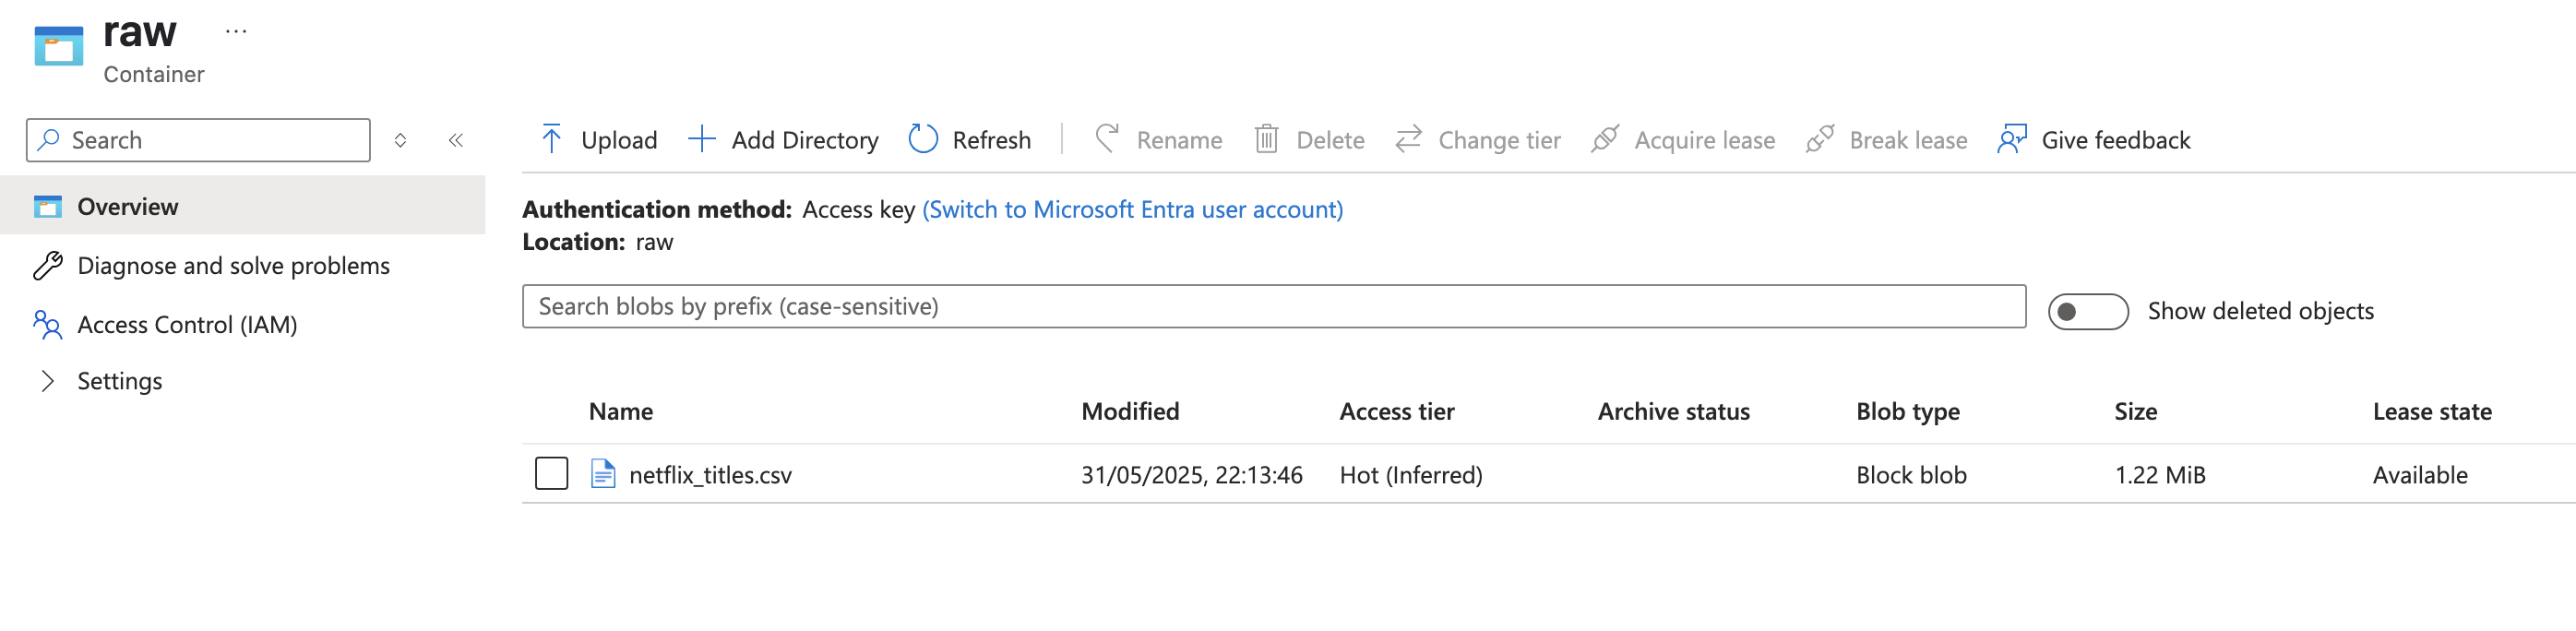 raw ...
Container
Search
Upload Add Directory Refresh Rename Delete Change tier Acquire lease Break lease Give feedback
Overview
Diagnose and solve problems
Access Control (IAM)
Settings
Authentication method: Access key (Switch to Microsoft Entra user account)
Location: raw
Search blobs by prefix (case-sensitive)
Show deleted objects
Name Modified Access tier Archive status Blob type Size Lease state
netflix_titles.csv 31/05/2025, 22:13:46 Hot (Inferred) Block blob 1.22 MiB Available